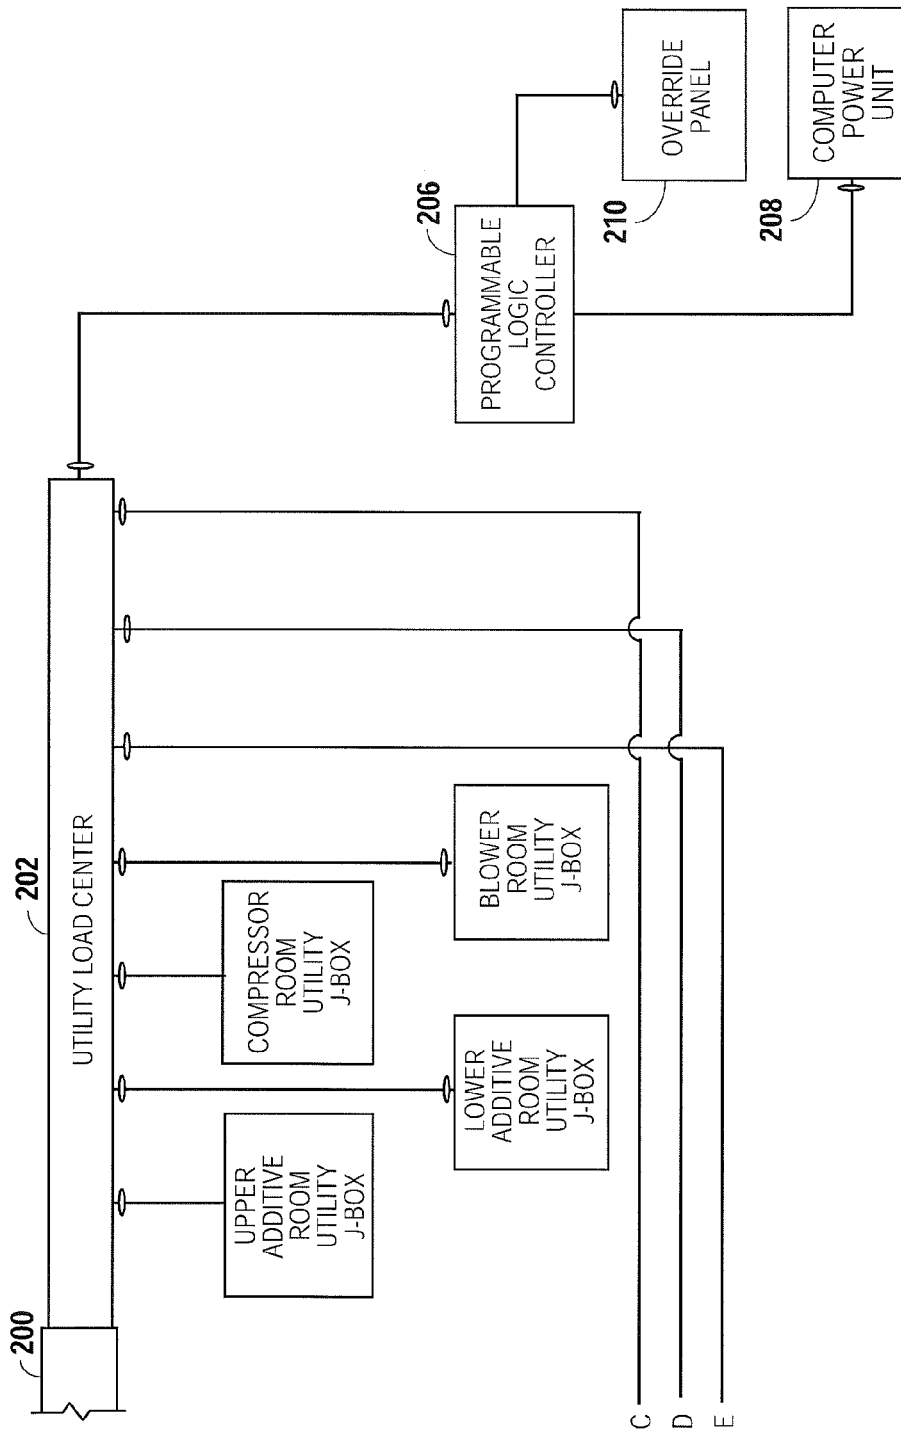 200
202
UTILITY LOAD CENTER
UPPER
ADDITIVE
ROOM
UTILITY
J-BOX
COMPRESSOR
ROOM
UTILITY
J-BOX
LOWER
ADDITIVE
ROOM
UTILITY
J-BOX
BLOWER
ROOM
UTILITY
J-BOX
206
PROGRAMMABLE
LOGIC
CONTROLLER
210
OVERRIDE
PANEL
208
COMPUTER
POWER
UNIT
C
D
E